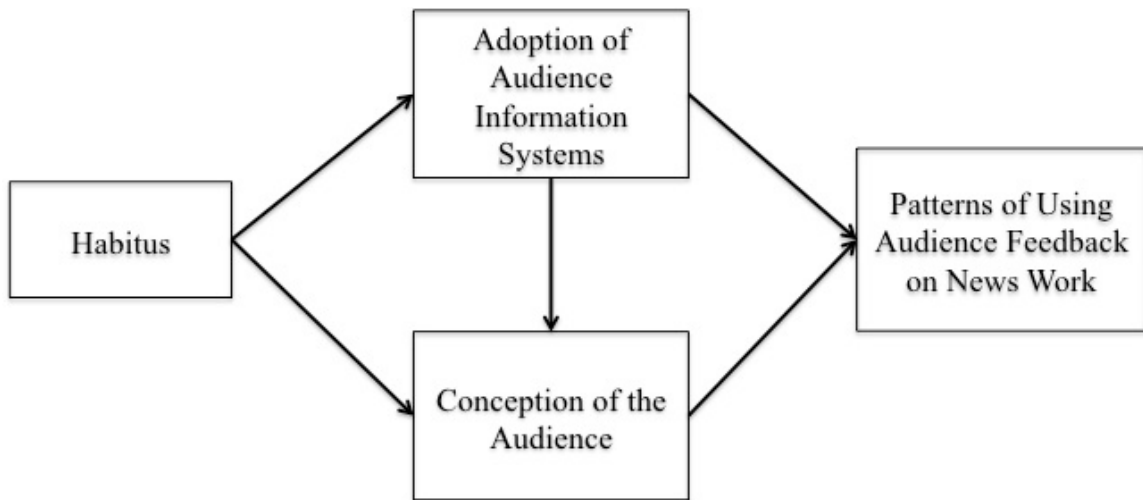 Adoption of
Audience
Information
Systems
Habitus
Patterns of Using
Audience Feedback
on News Work
Conception of the
Audience